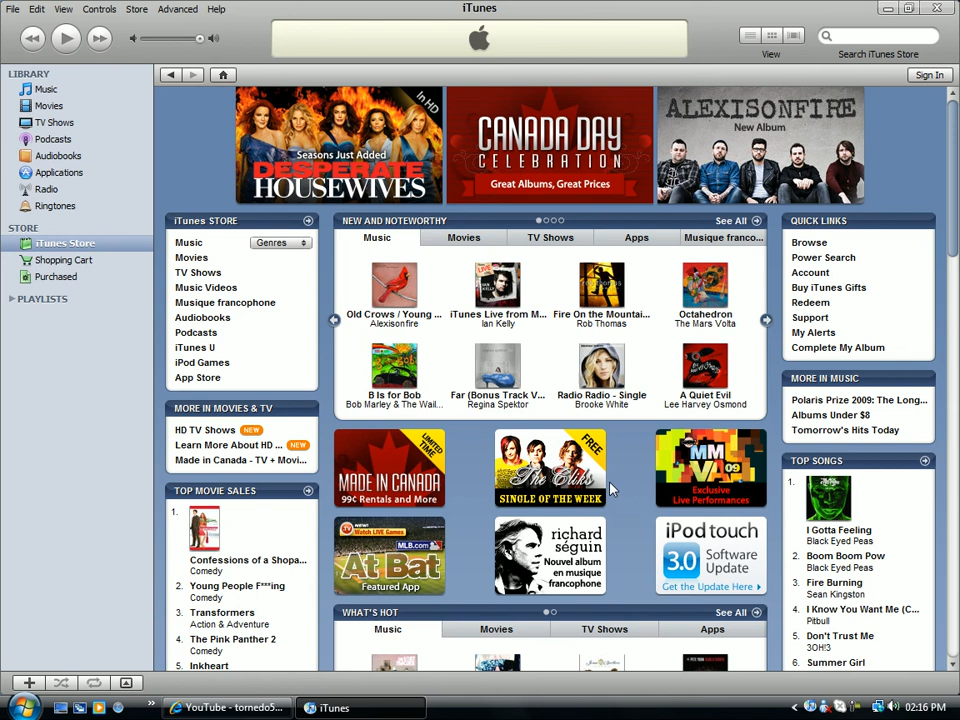 iTunes
File Edit View Controls Store Advanced Help
View
Search iTunes Store
Sign In
LIBRARY
Music
Movies
TV Shows
Podcasts
Audiobooks
Applications
Radio
Ringtones
STORE
iTunes Store
Shopping Cart
Purchased
PLAYLISTS
In HD
Seasons Just Added
DESPERATE
HOUSEWIVES
CANADA DAY
CELEBRATION
Great Albums, Great Prices
ALEXISONFIRE
New Album
iTunes STORE
Music Genres
Movies
TV Shows
Music Videos
Musique francophone
Audiobooks
Podcasts
iTunes U
iPod Games
App Store
MORE IN MOVIES & TV
HD TV Shows NEW
Learn More About HD ... NEW
Made in Canada - TV + Movi...
TOP MOVIE SALES
1.
Confessions of a Shopa...
Comedy
2. Young People F***ing
Comedy
3. Transformers
Action & Adventure
4. The Pink Panther 2
Comedy
5. Inkheart
NEW AND NOTEWORTHY See All
Music Movies TV Shows Apps Musique franco...
Old Crows / Young ...
Alexisonfire
iTunes Live from M...
Ian Kelly
Fire On the Mountai...
Rob Thomas
Octahedron
The Mars Volta
B Is for Bob
Bob Marley & The Wail...
Far (Bonus Track V...
Regina Spektor
Radio Radio - Single
Brooke White
A Quiet Evil
Lee Harvey Osmond
LIMITED TIME
MADE IN CANADA
99¢ Rentals and More
FREE
The Cliks
SINGLE OF THE WEEK
MM
VA 09
Exclusive
Live Performances
NEW! Watch LIVE Games
MLB.com
At Bat
Featured App
richard
séguin
Nouvel album
en musique
francophone
iPod touch
3.0 Software
Update
Get the Update Here
WHAT'S HOT See All
Music Movies TV Shows Apps
QUICK LINKS
Browse
Power Search
Account
Buy iTunes Gifts
Redeem
Support
My Alerts
Complete My Album
MORE IN MUSIC
Polaris Prize 2009: The Long...
Albums Under $8
Tomorrow's Hits Today
TOP SONGS
1.
I Gotta Feeling
Black Eyed Peas
2. Boom Boom Pow
Black Eyed Peas
3. Fire Burning
Sean Kingston
4. I Know You Want Me (C...
Pitbull
5. Don't Trust Me
3OH!3
6. Summer Girl
YouTube - tornedo5...
iTunes
02:16 PM